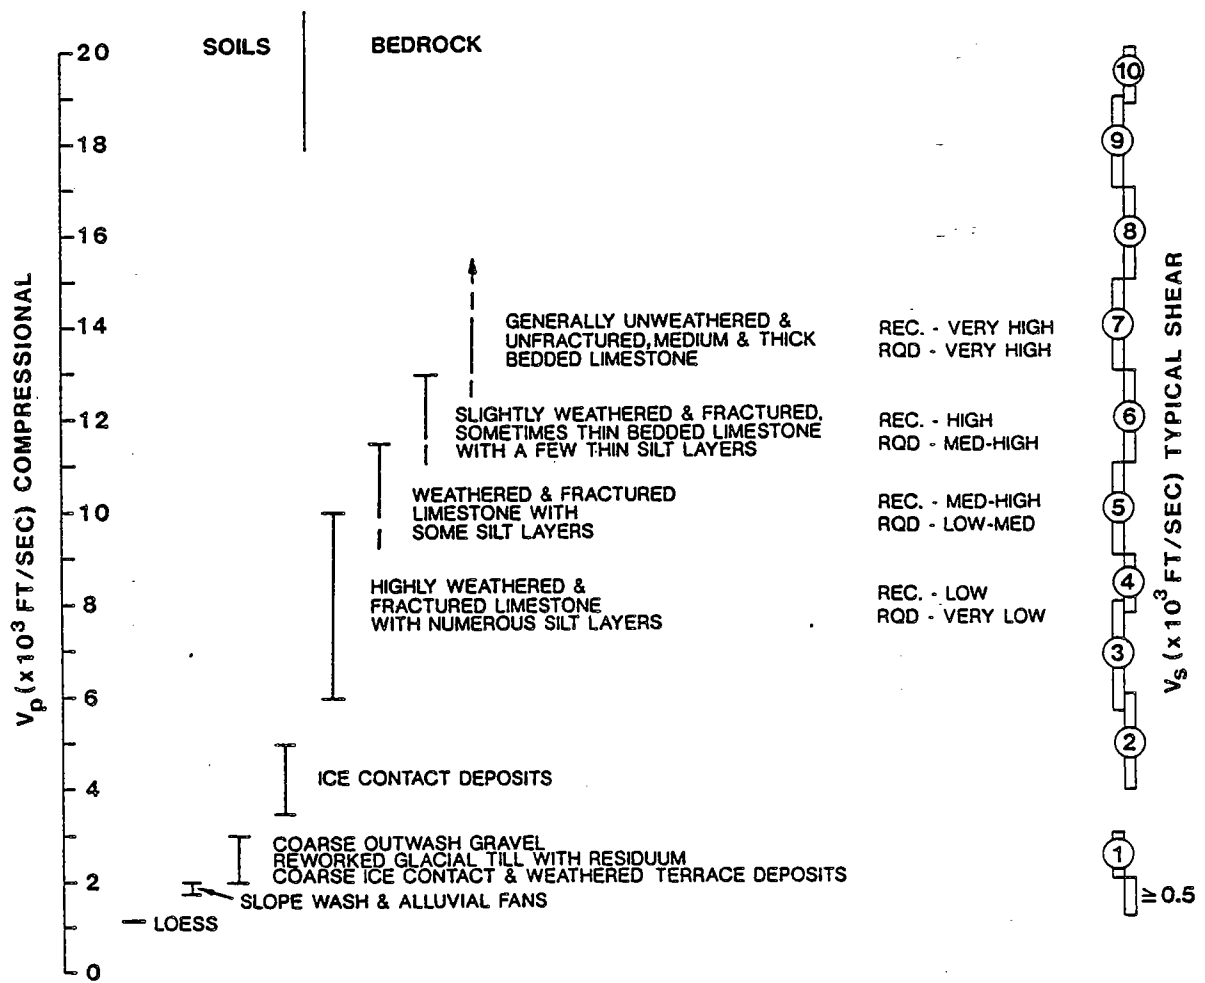 SOILS
BEDROCK
20
18
16
14
12
10
8
6
4
2
0
Vp (x10³ FT/SEC) COMPRESSIONAL
GENERALLY UNWEATHERED &
UNFRACTURED, MEDIUM & THICK
BEDDED LIMESTONE
REC. - VERY HIGH
RQD - VERY HIGH
SLIGHTLY WEATHERED & FRACTURED,
SOMETIMES THIN BEDDED LIMESTONE
WITH A FEW THIN SILT LAYERS
REC. - HIGH
RQD - MED-HIGH
WEATHERED & FRACTURED
LIMESTONE WITH
SOME SILT LAYERS
REC. - MED-HIGH
RQD - LOW-MED
HIGHLY WEATHERED &
FRACTURED LIMESTONE
WITH NUMEROUS SILT LAYERS
REC. - LOW
RQD - VERY LOW
ICE CONTACT DEPOSITS
COARSE OUTWASH GRAVEL
REWORKED GLACIAL TILL WITH RESIDUUM
COARSE ICE CONTACT & WEATHERED TERRACE DEPOSITS
SLOPE WASH & ALLUVIAL FANS
LOESS
10
9
8
7
6
5
4
3
2
1
≥ 0.5
Vs (x10³ FT/SEC) TYPICAL SHEAR